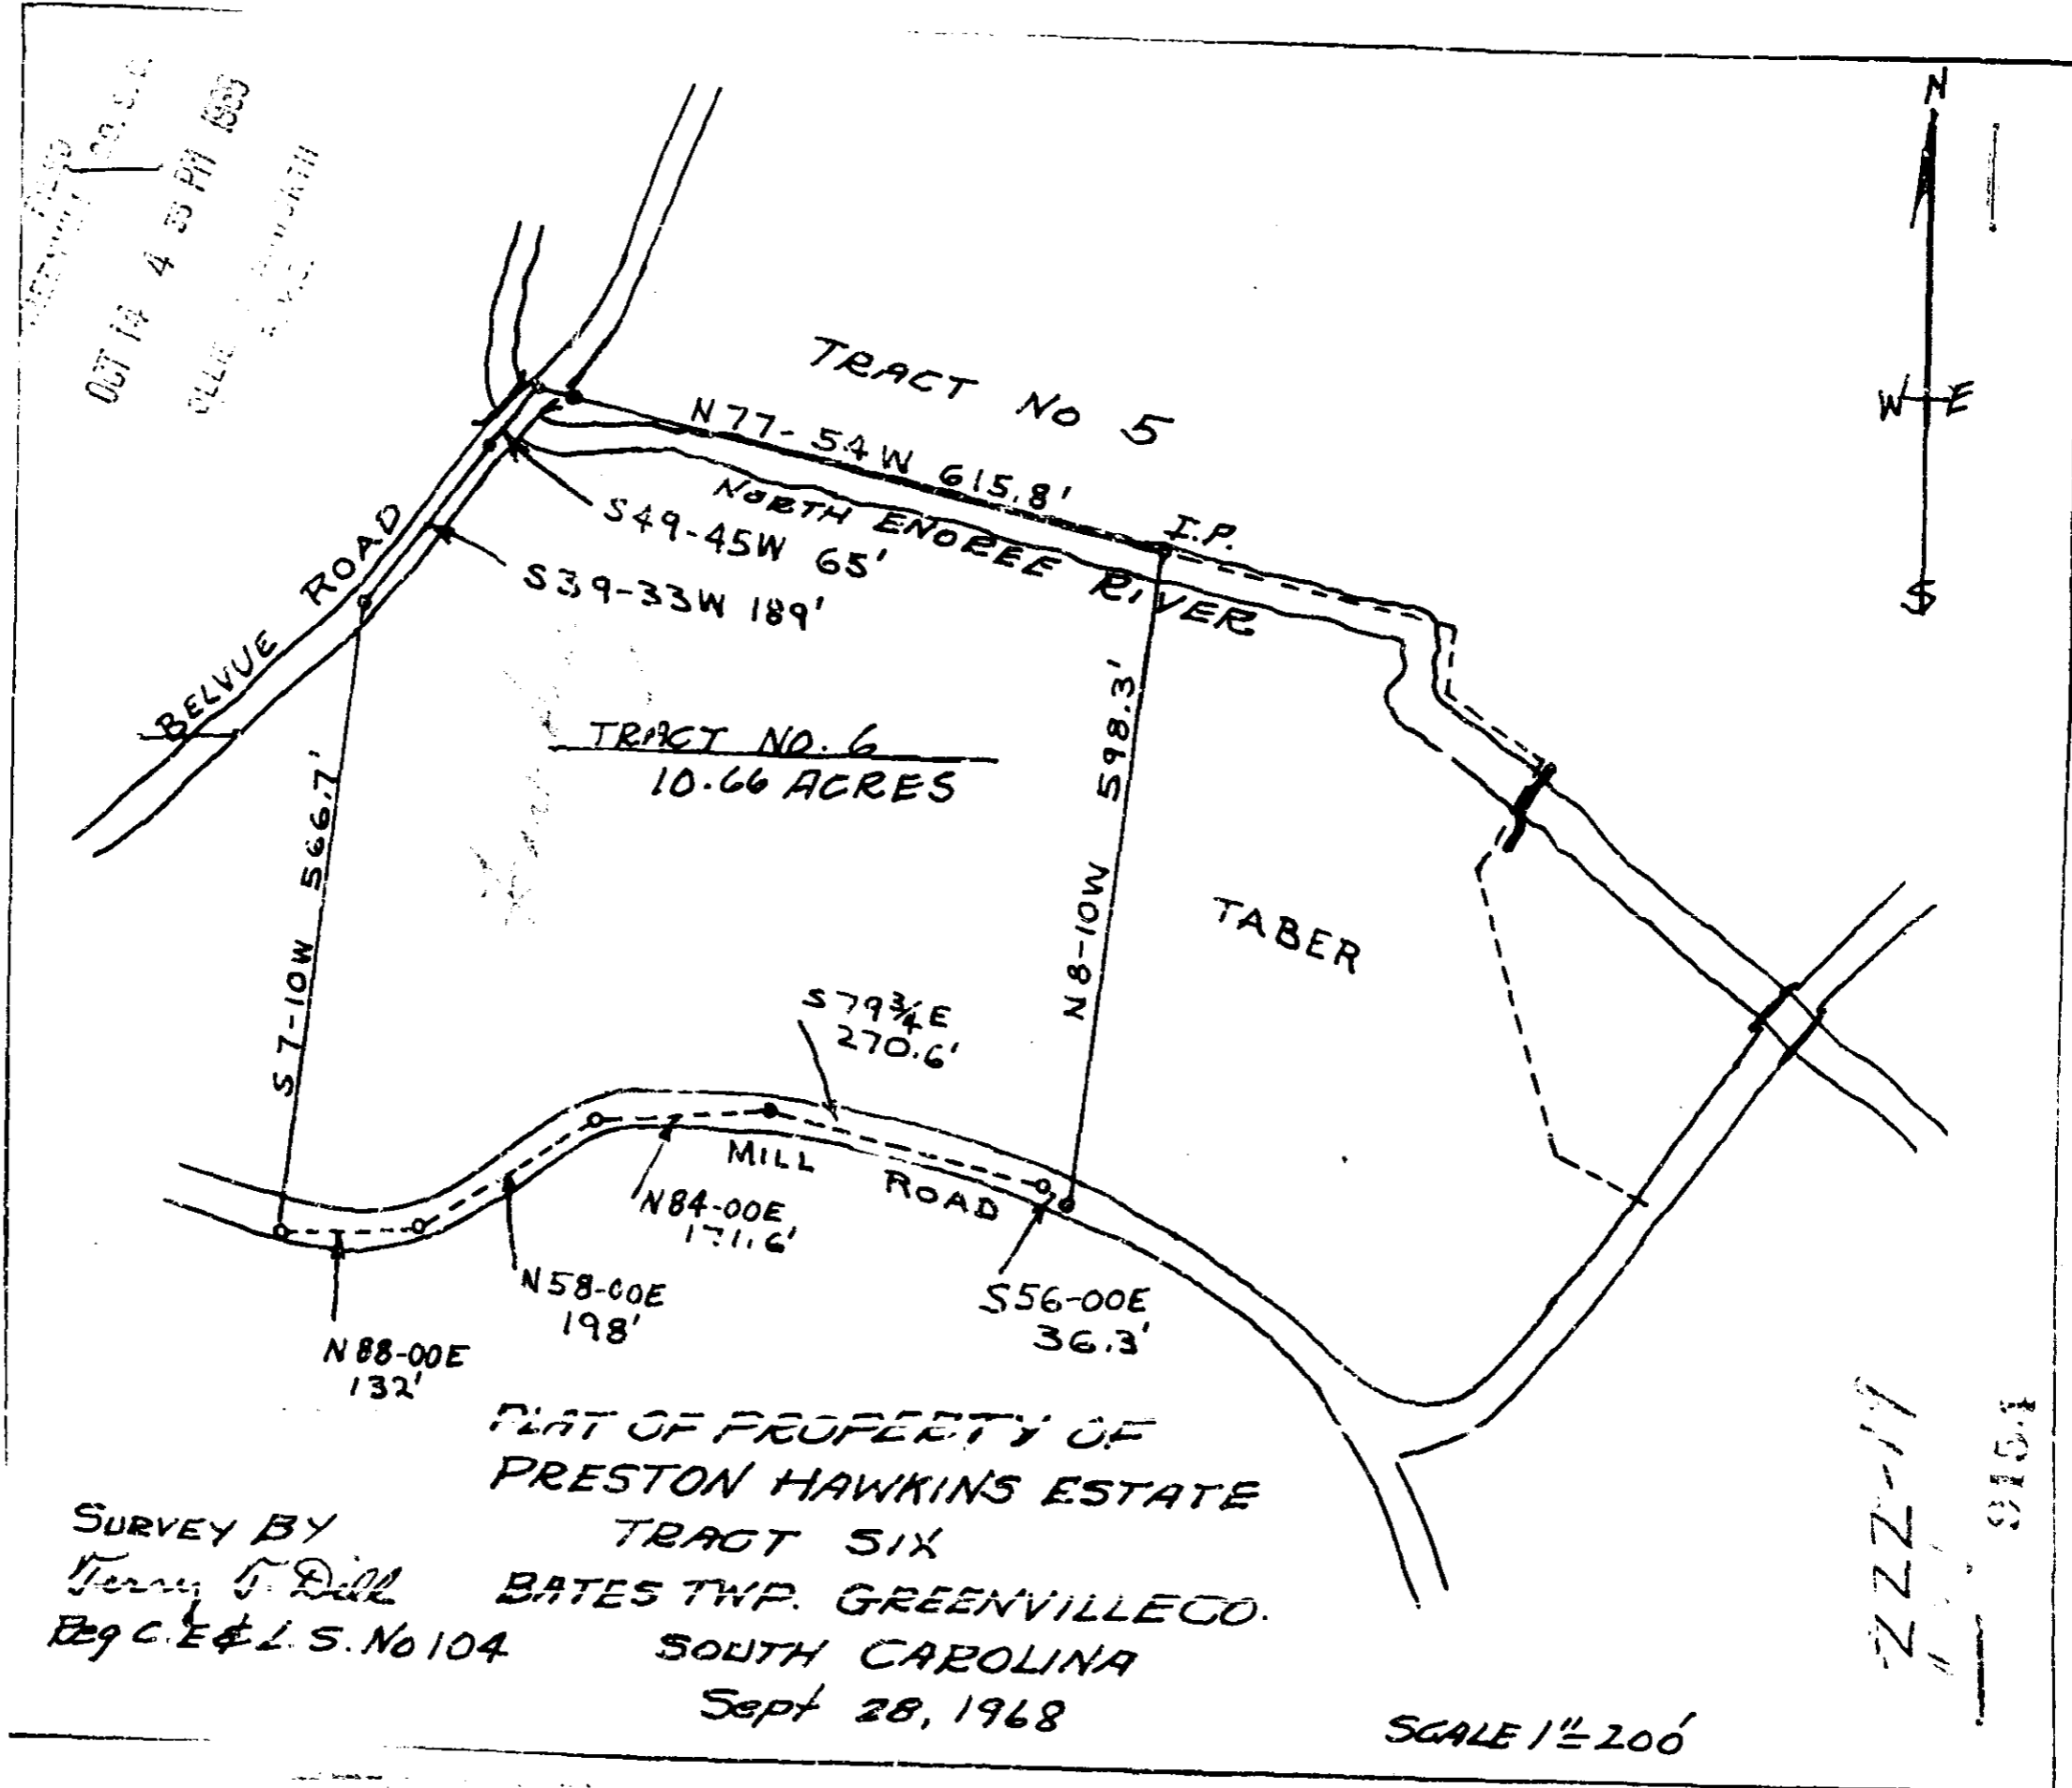 OCT 14 4 PM
N
W E
S
TRACT NO 5
N77-54W 615.8'
I.P.
NORTH ENOREE RIVER
S49-45W 65'
S39-33W 189'
BELVUE ROAD
TRACT NO. 6
10.66 ACRES
S7-10W 566.7'
N8-10W 598.3'
TABER
S79¾E
270.6'
MILL ROAD
N84-00E
171.6'
N58-00E
198'
S56-00E
36.3'
N88-00E
132'
PLAT OF PROPERTY OF
PRESTON HAWKINS ESTATE
TRACT SIX
BATES TWP. GREENVILLE CO.
SOUTH CAROLINA
Sept 28, 1968
SURVEY BY
Terry T. Dill
Reg C.E & L.S. No 104
SCALE 1"=200'